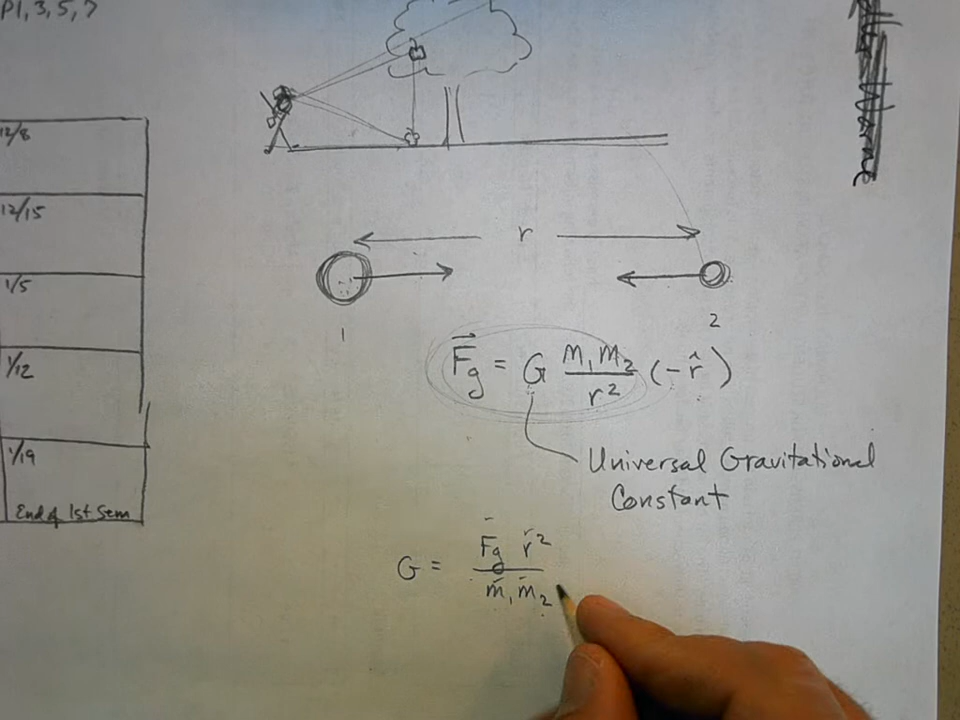 P1, 3, 5, 7
12/8
12/15
1/5
1/12
1/19
End of 1st Sem
r
1
2
F⃗g = G m₁m₂/r² (-r̂)
Universal Gravitational
Constant
G = Fg r²/m₁m₂